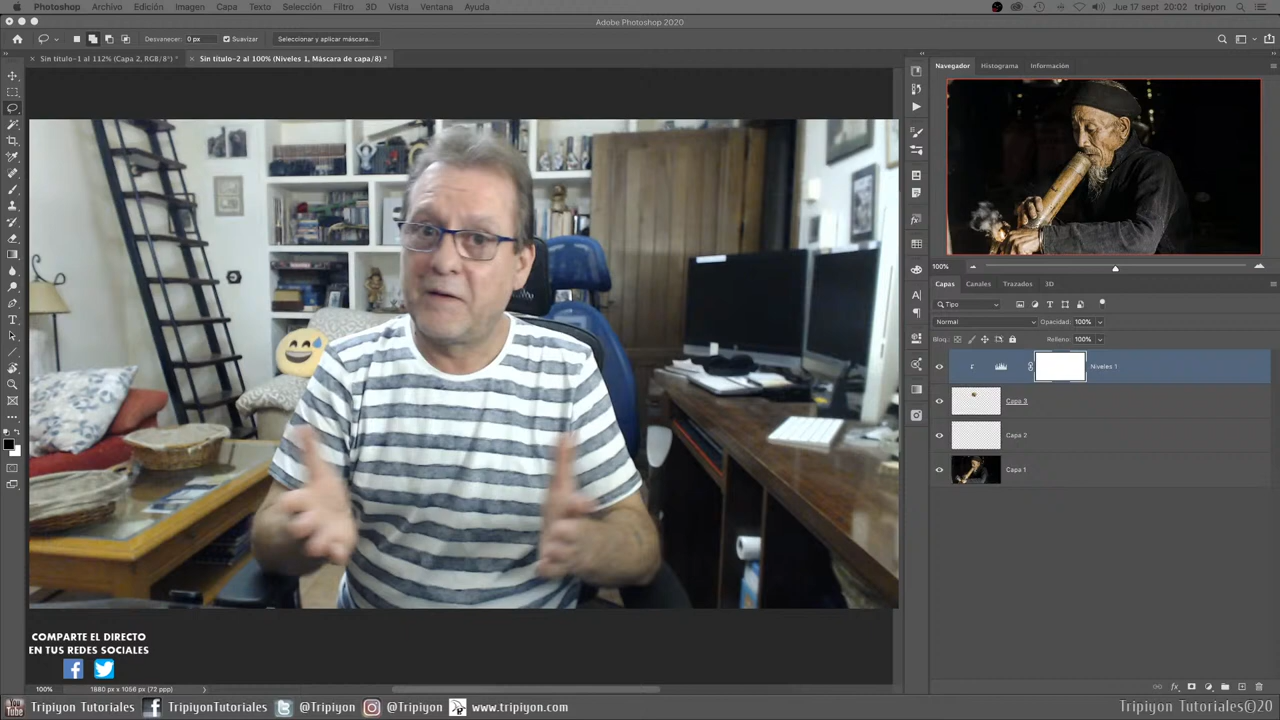 Photoshop Archivo Edición Imagen Capa Texto Selección Filtro 3D Vista Ventana Ayuda
Jue 17 sept 20:02 tripiyon
Adobe Photoshop 2020
Desvanecer: 0 px Suavizar Seleccionar y aplicar máscara...
Sin título-1 al 112% (Capa 2, RGB/8*) *
Sin título-2 al 100% (Niveles 1, Máscara de capa/8) *
Navegador Histograma Información
100%
Capas Canales Trazados 3D
Tipo
Normal Opacidad: 100%
Bloq.: Relleno: 100%
Niveles 1
Capa 3
Capa 2
Capa 1
COMPARTE EL DIRECTO
EN TUS REDES SOCIALES
100% 1880 px x 1056 px (72 ppp)
Tripiyon Tutoriales TripiyonTutoriales @Tripiyon @Tripiyon www.tripiyon.com
Tripiyon Tutoriales©20